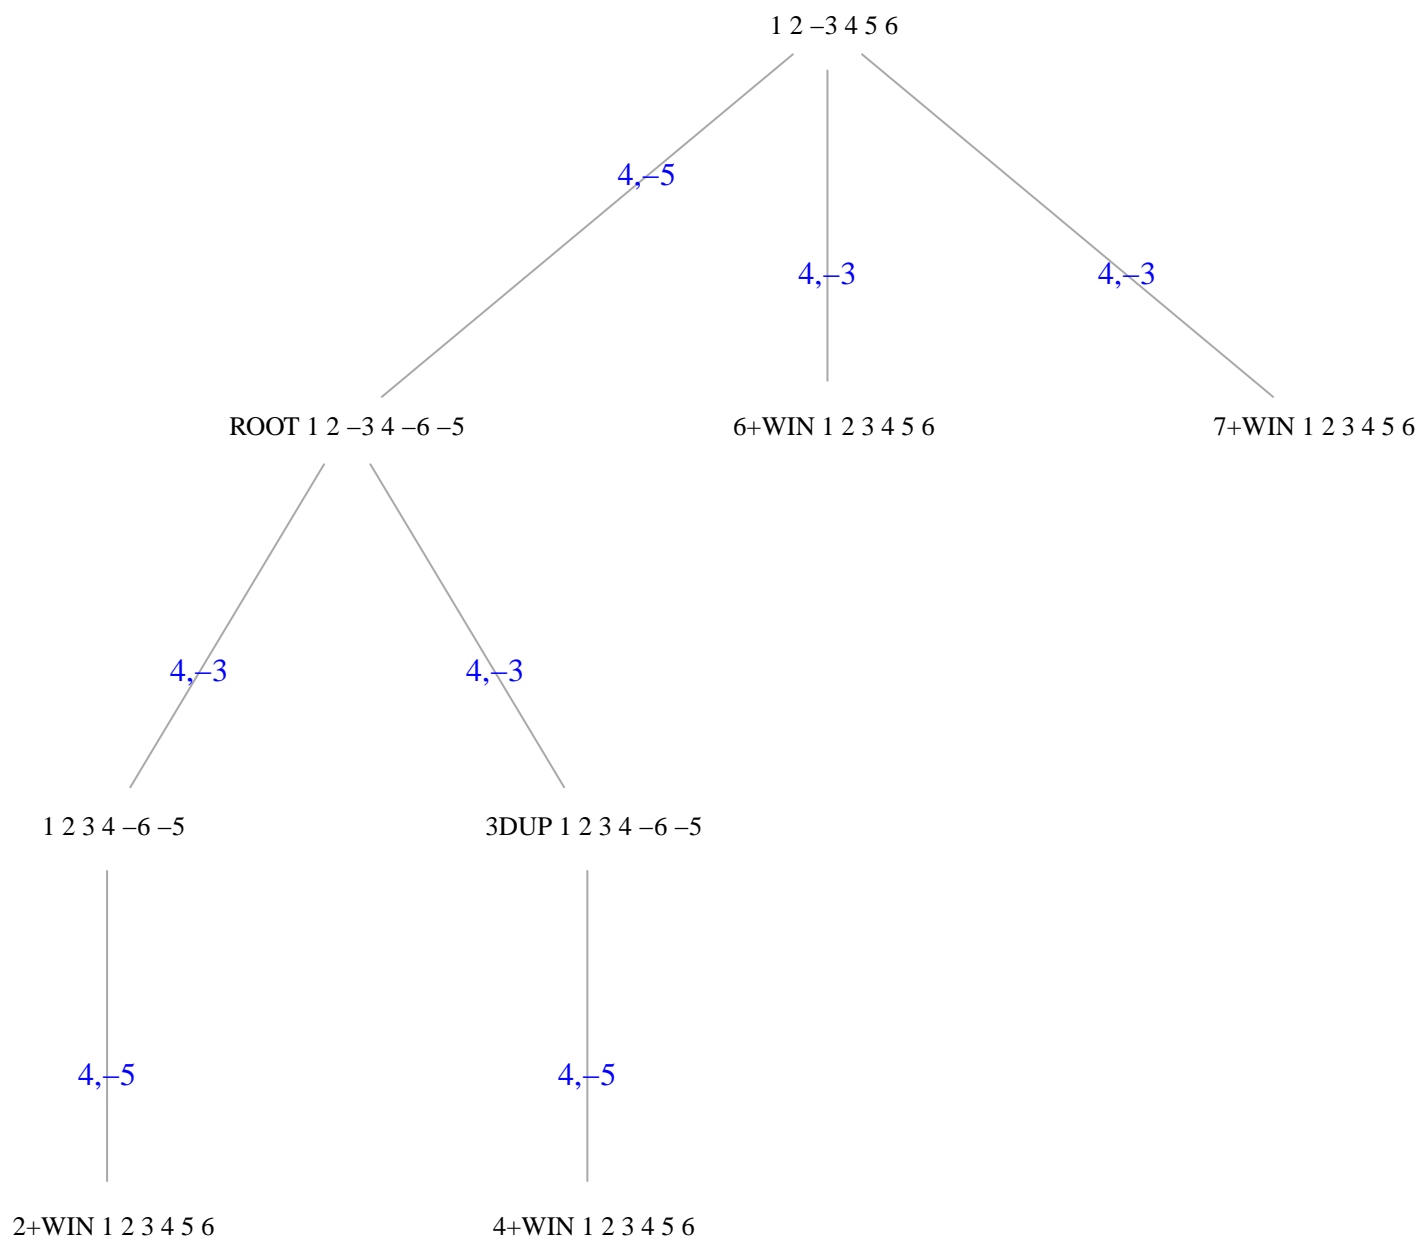 1 2 –3 4 5 6
4,–5
4,–3
4,–3
ROOT 1 2 –3 4 –6 –5
6+WIN 1 2 3 4 5 6
7+WIN 1 2 3 4 5 6
4,–3
4,–3
1 2 3 4 –6 –5
3DUP 1 2 3 4 –6 –5
4,–5
4,–5
2+WIN 1 2 3 4 5 6
4+WIN 1 2 3 4 5 6